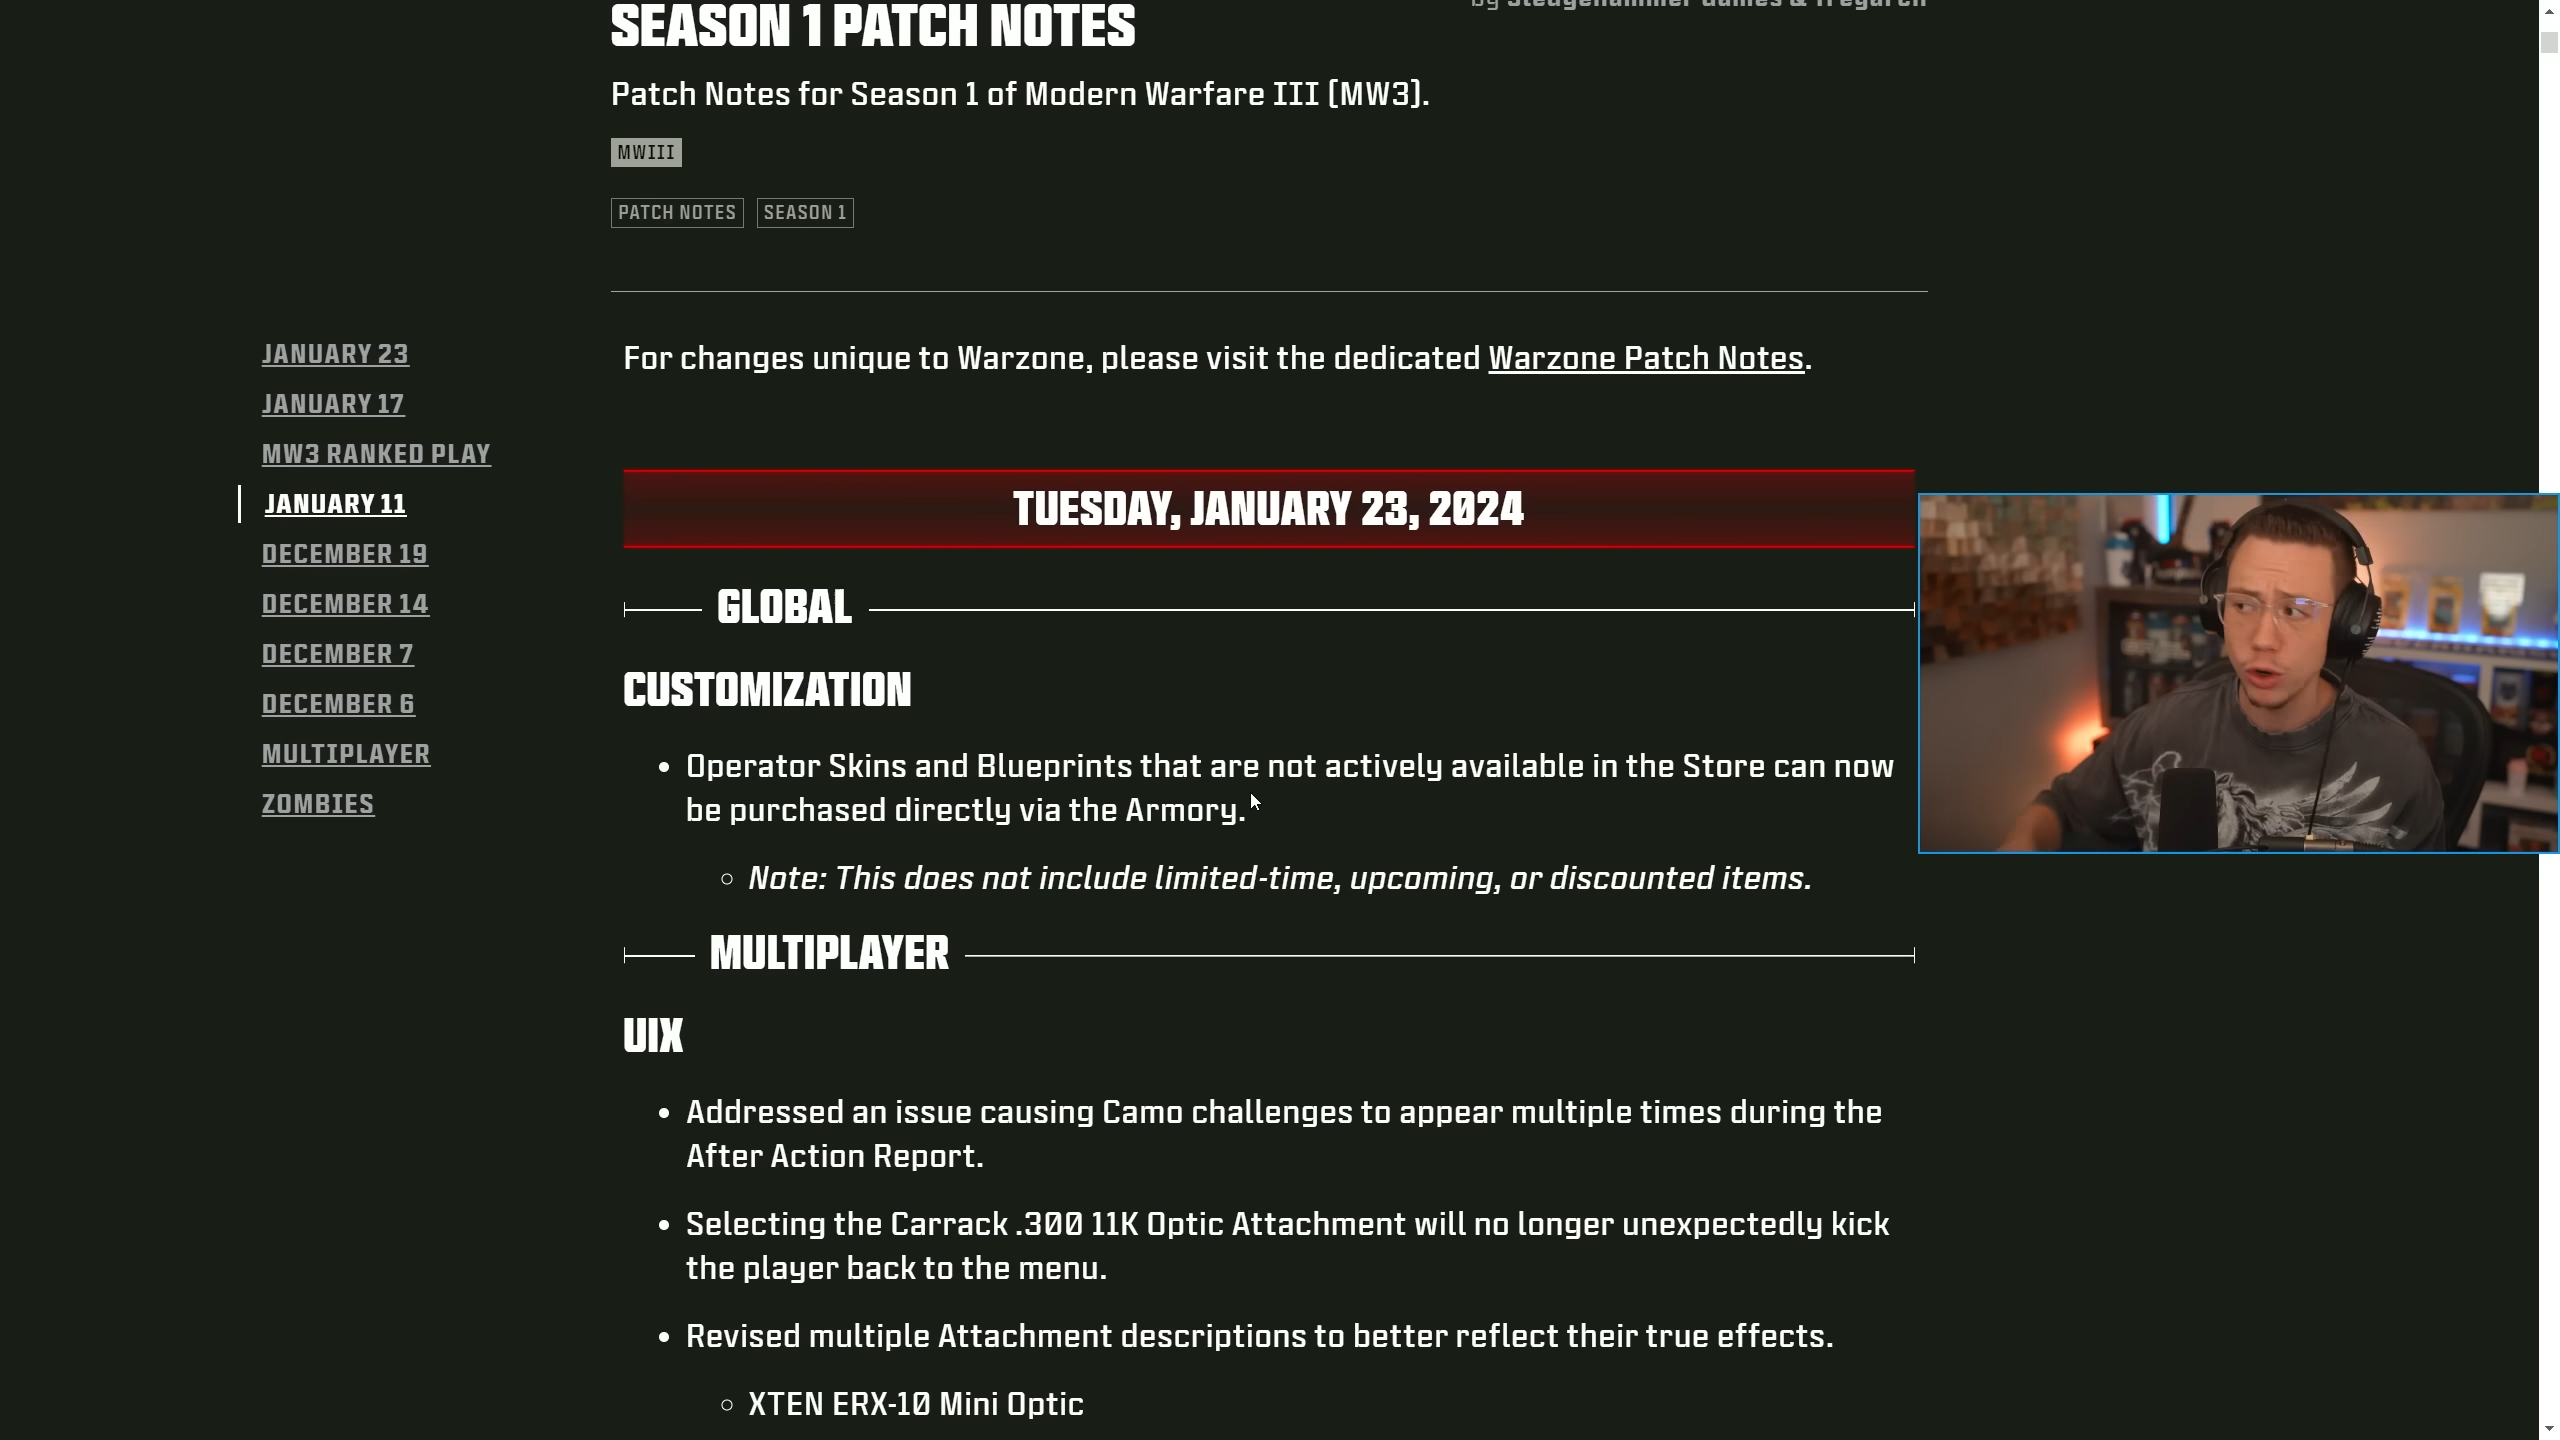 by Sledgehammer Games & Treyarch
SEASON 1 PATCH NOTES
Patch Notes for Season 1 of Modern Warfare III (MW3).
MWIII
PATCH NOTES
SEASON 1
JANUARY 23
JANUARY 17
MW3 RANKED PLAY
JANUARY 11
DECEMBER 19
DECEMBER 14
DECEMBER 7
DECEMBER 6
MULTIPLAYER
ZOMBIES
For changes unique to Warzone, please visit the dedicated Warzone Patch Notes.
TUESDAY, JANUARY 23, 2024
GLOBAL
CUSTOMIZATION
• Operator Skins and Blueprints that are not actively available in the Store can now
be purchased directly via the Armory.
◦ Note: This does not include limited-time, upcoming, or discounted items.
MULTIPLAYER
UIX
• Addressed an issue causing Camo challenges to appear multiple times during the
After Action Report.
• Selecting the Carrack .300 11K Optic Attachment will no longer unexpectedly kick
the player back to the menu.
• Revised multiple Attachment descriptions to better reflect their true effects.
◦ XTEN ERX-10 Mini Optic